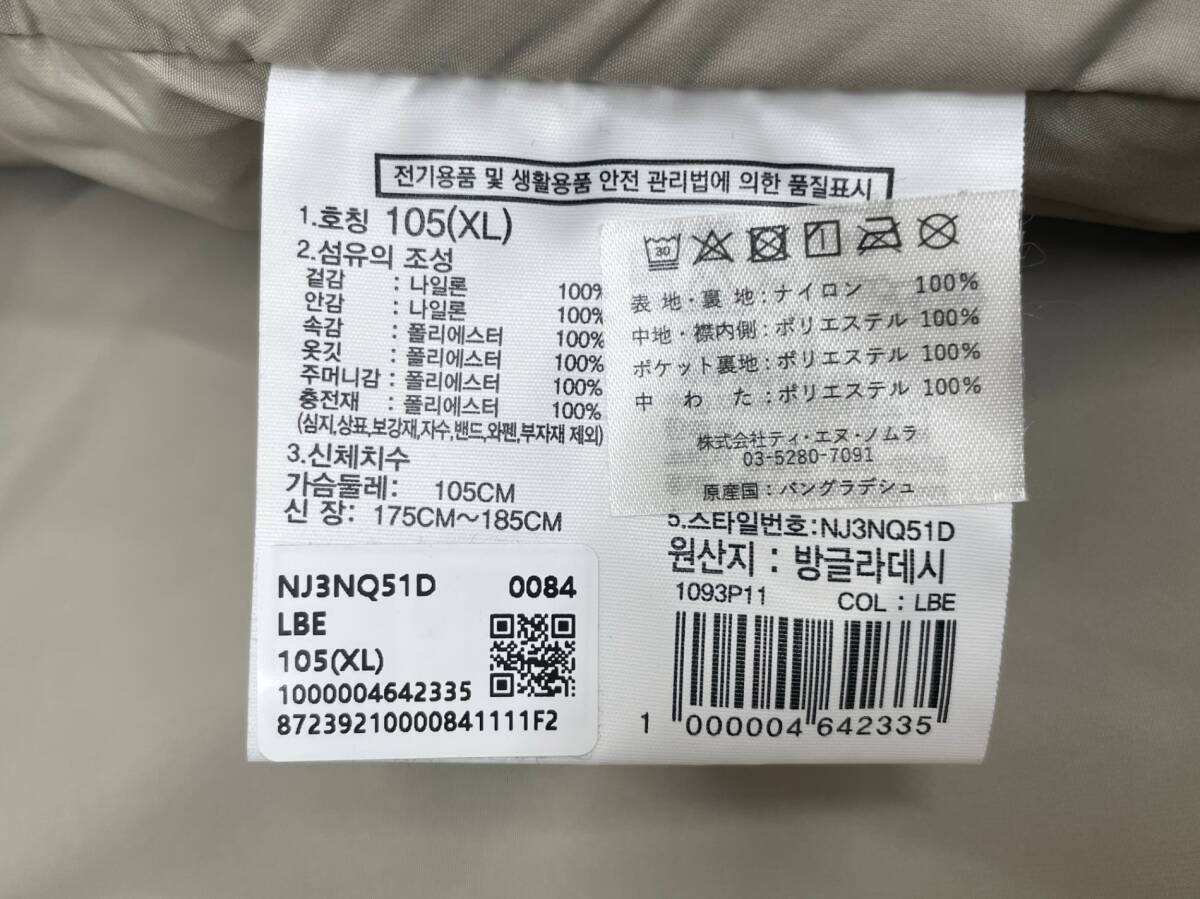 전기용품 및 생활용품 안전 관리법에 의한 품질표시
1.호칭 105(XL)
2.섬유의 조성
겉감 : 나일론 100%
안감 : 나일론 100%
속감 : 폴리에스터 100%
옷깃 : 폴리에스터 100%
주머니감 : 폴리에스터 100%
충전재 : 폴리에스터 100%
(심지,상표,보강재,자수,밴드,와펜,부자재 제외)
3.신체치수
가슴둘레: 105CM
신 장: 175CM~185CM
30
表 地・裏 地:ナイロン 100%
中地・襟内側:ポリエステル 100%
ポケット裏地:ポリエステル 100%
中 わ た:ポリエステル 100%
株式会社ティ・エヌ・ノムラ
03-5280-7091
原産国:バングラデシュ
5.스타일번호:NJ3NQ51D
원산지 : 방글라데시
1093P11 COL : LBE
1 000004 642335
NJ3NQ51D 0084
LBE
105(XL)
1000004642335
87239210000841111F2